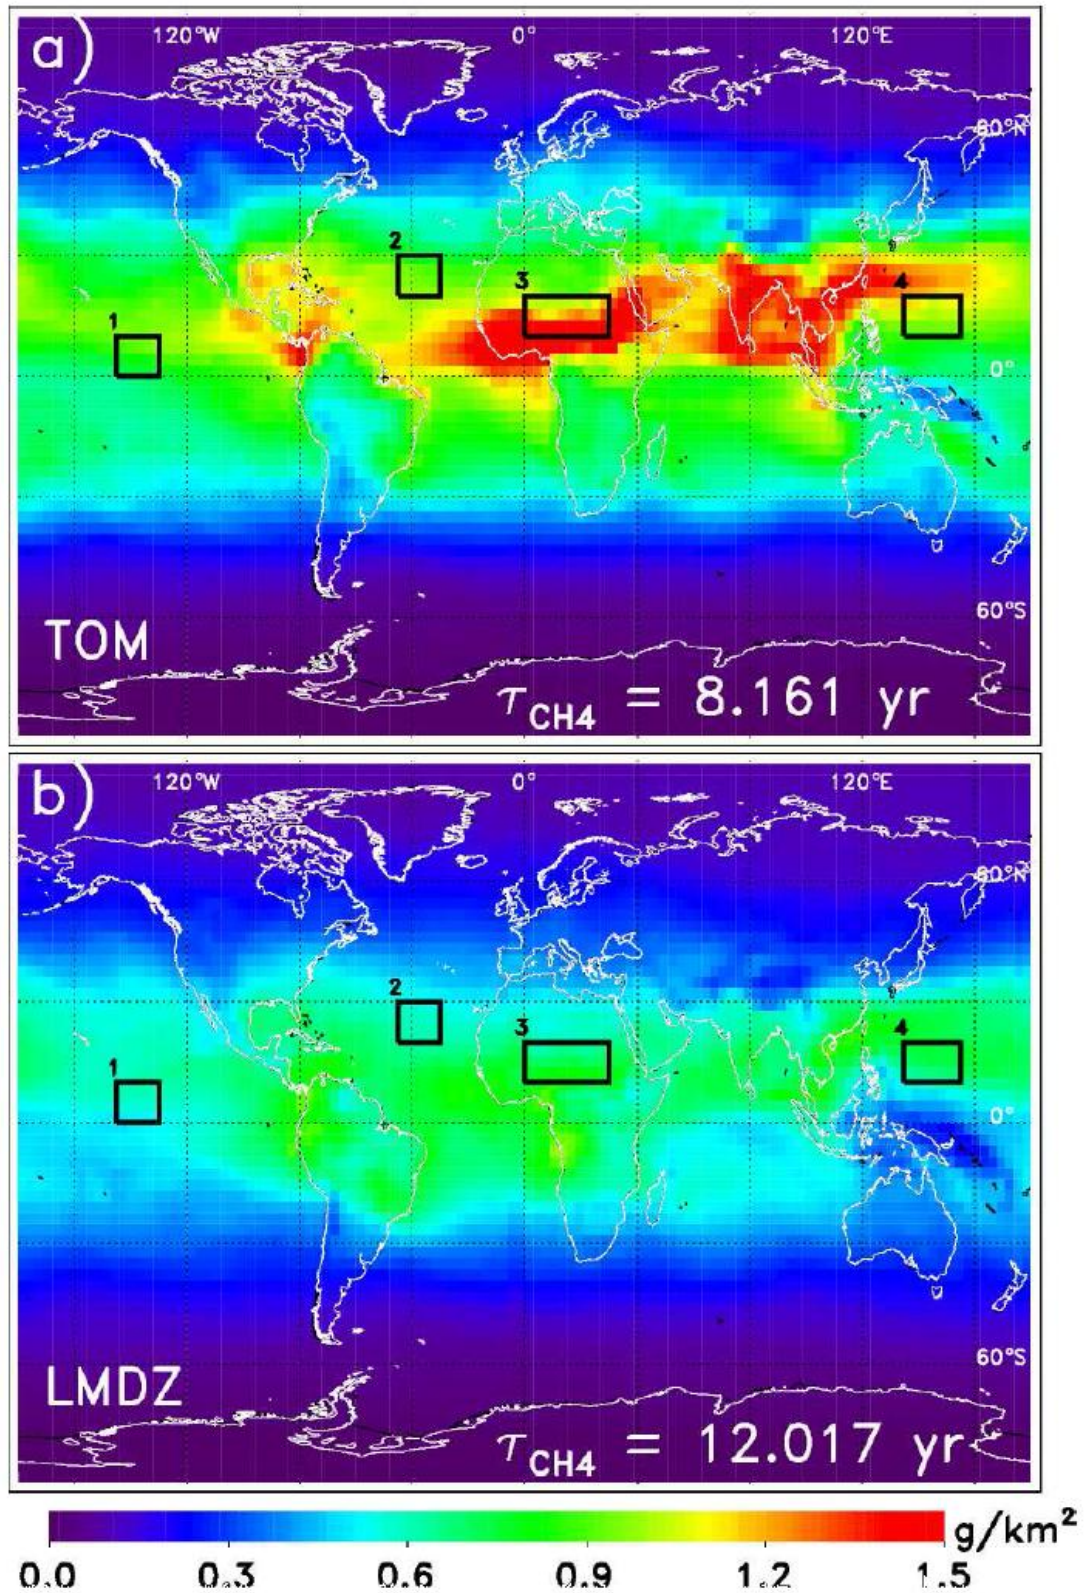 a)
120°W 0° 120°E
60°N
2
3
4
1
0°
60°S
TOM
τCH4 = 8.161 yr
b)
120°W 0° 120°E
60°N
2
3
4
1
0°
60°S
LMDZ
τCH4 = 12.017 yr
g/km²
0.0 0.3 0.6 0.9 1.2 1.5